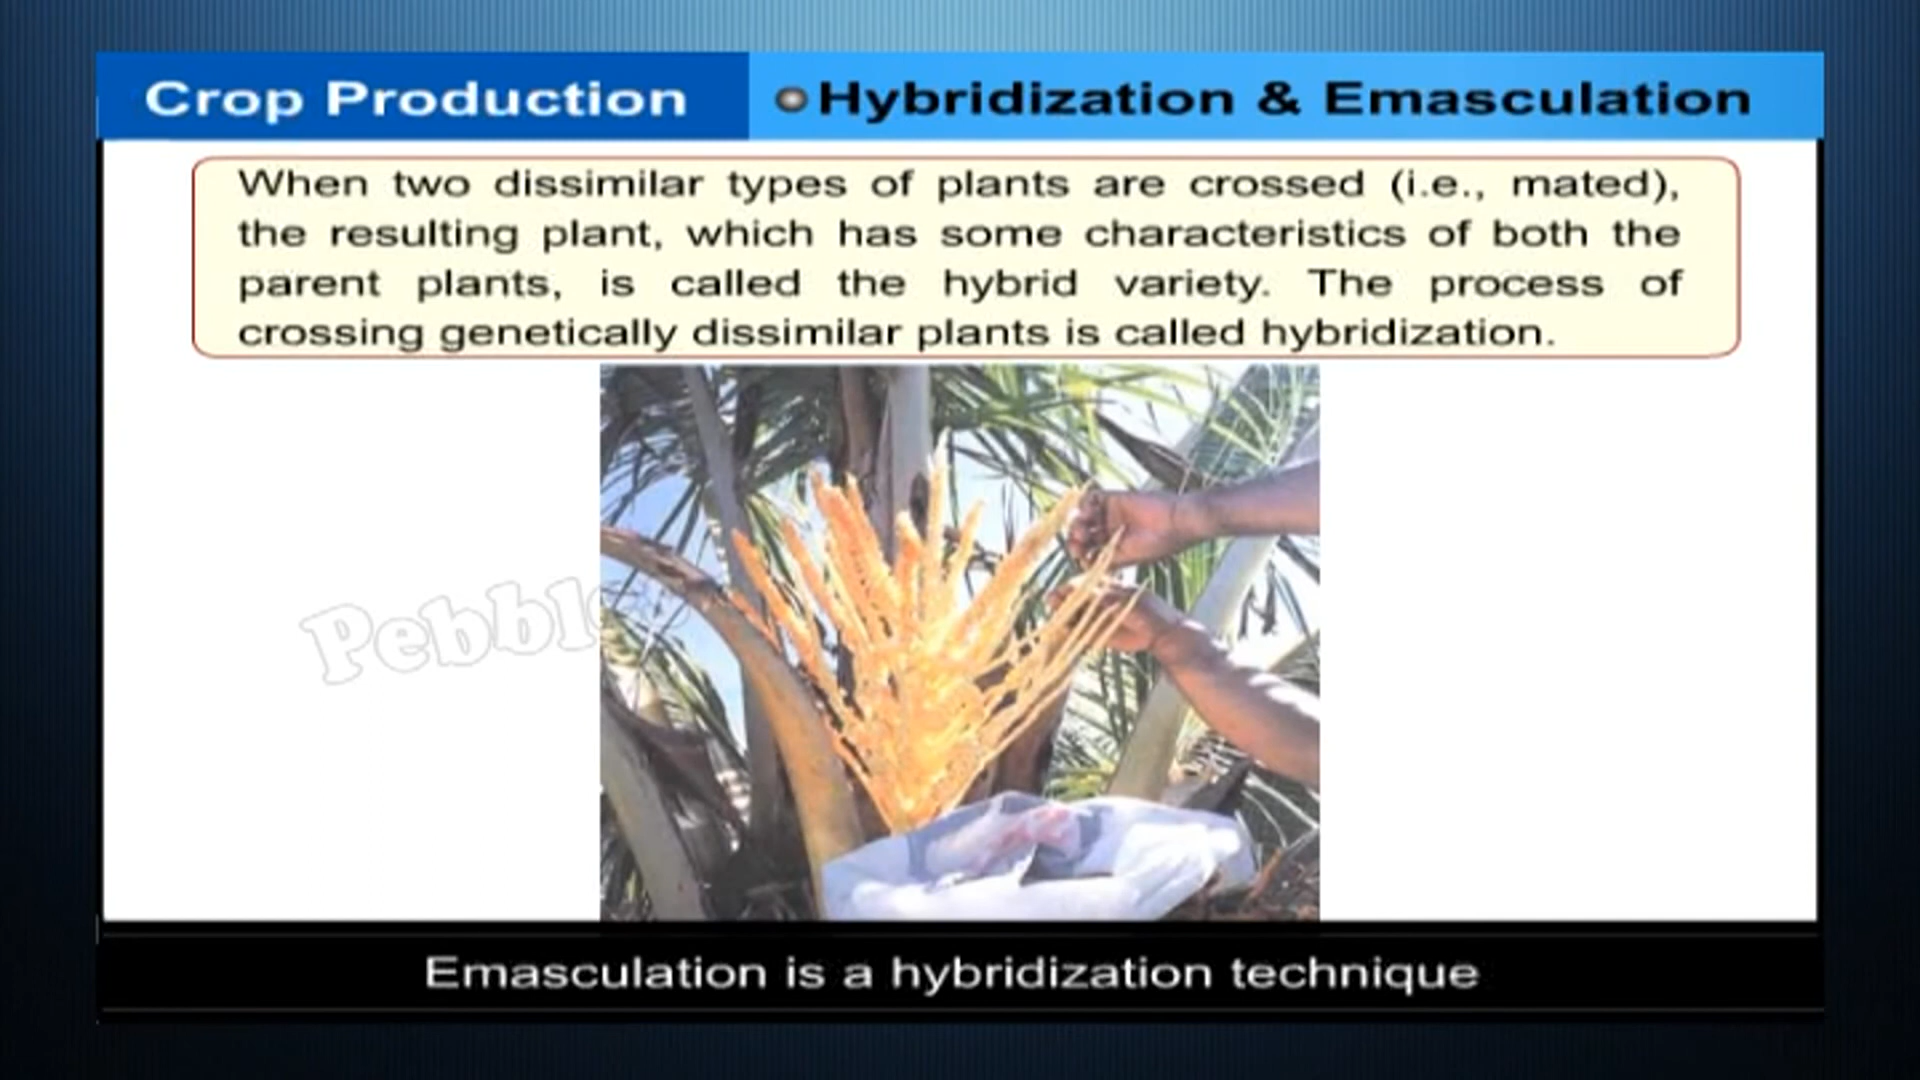 Crop Production
Hybridization & Emasculation
When two dissimilar types of plants are crossed (i.e., mated),
the resulting plant, which has some characteristics of both the
parent plants, is called the hybrid variety. The process of
crossing genetically dissimilar plants is called hybridization.
Emasculation is a hybridization technique